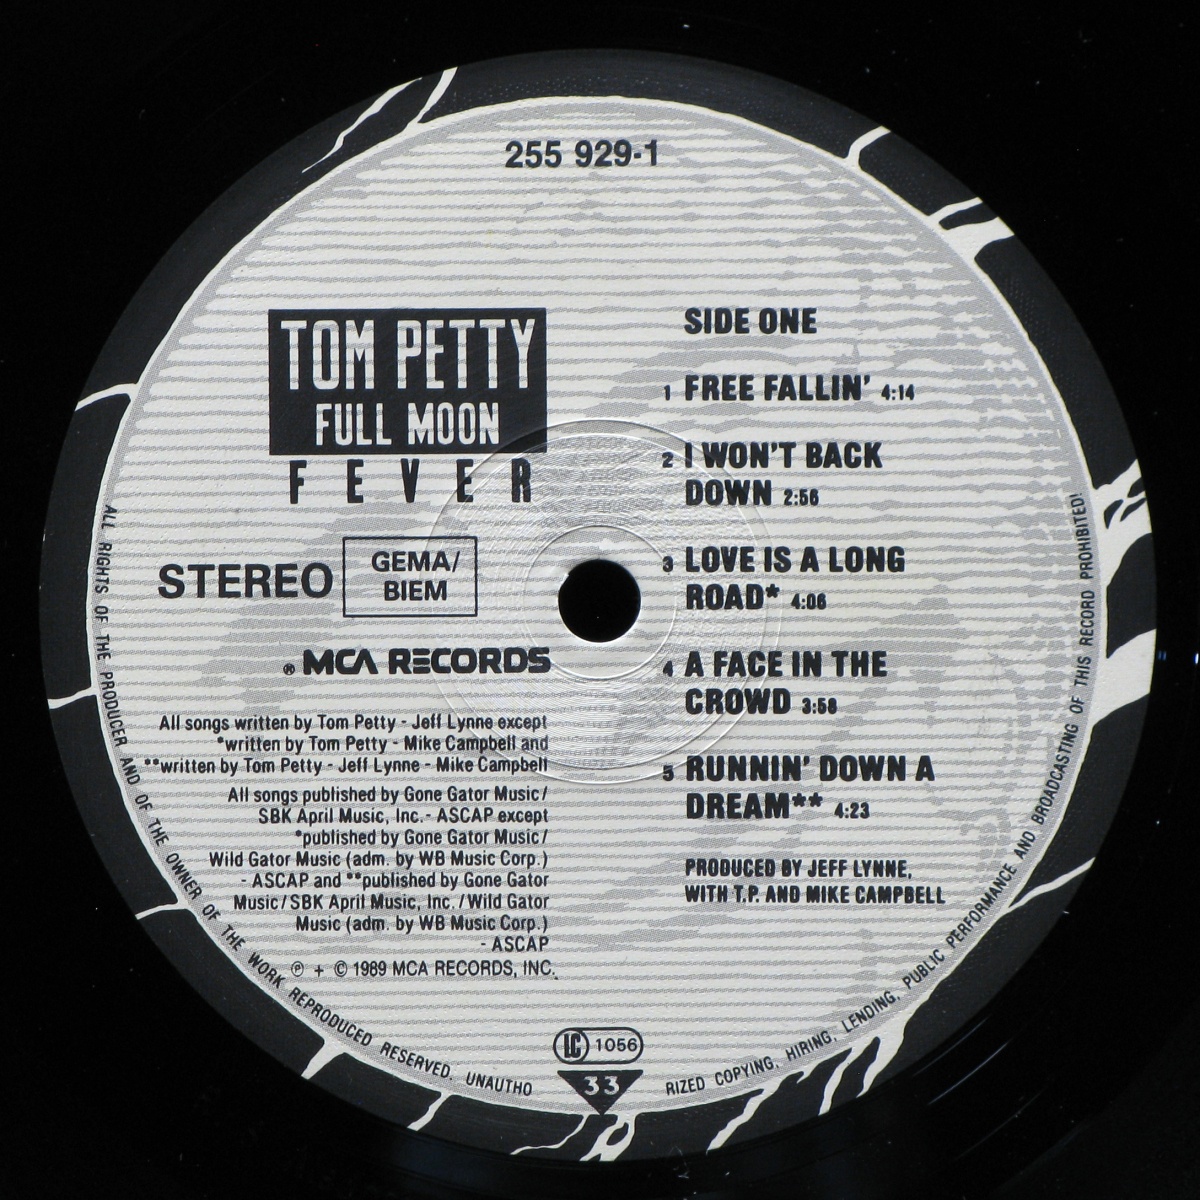 255 929-1
TOM PETTY
FULL MOON
FEVER
STEREO
GEMA/
BIEM
® MCA RECORDS
All songs written by Tom Petty - Jeff Lynne except
*written by Tom Petty - Mike Campbell and
**written by Tom Petty - Jeff Lynne - Mike Campbell
All songs published by Gone Gator Music/
SBK April Music, Inc.- ASCAP except
*published by Gone Gator Music/
Wild Gator Music (adm. by WB Music Corp.)
- ASCAP and **published by Gone Gator
Music/SBK April Music, Inc./Wild Gator
Music (adm. by WB Music Corp.)
- ASCAP
℗ + © 1989 MCA RECORDS, INC.
SIDE ONE
1 FREE FALLIN' 4:14
2 I WON'T BACK
DOWN 2:56
3 LOVE IS A LONG
ROAD* 4:06
4 A FACE IN THE
CROWD 3:58
5 RUNNIN' DOWN A
DREAM** 4:23
PRODUCED BY JEFF LYNNE,
WITH T.P. AND MIKE CAMPBELL
LC 1056
33
ALL RIGHTS OF THE PRODUCER AND OF THE OWNER OF THE WORK REPRODUCED RESERVED. UNAUTHO
RIZED COPYING, HIRING, LENDING, PUBLIC PERFORMANCE AND BROADCASTING OF THIS RECORD PROHIBITED!